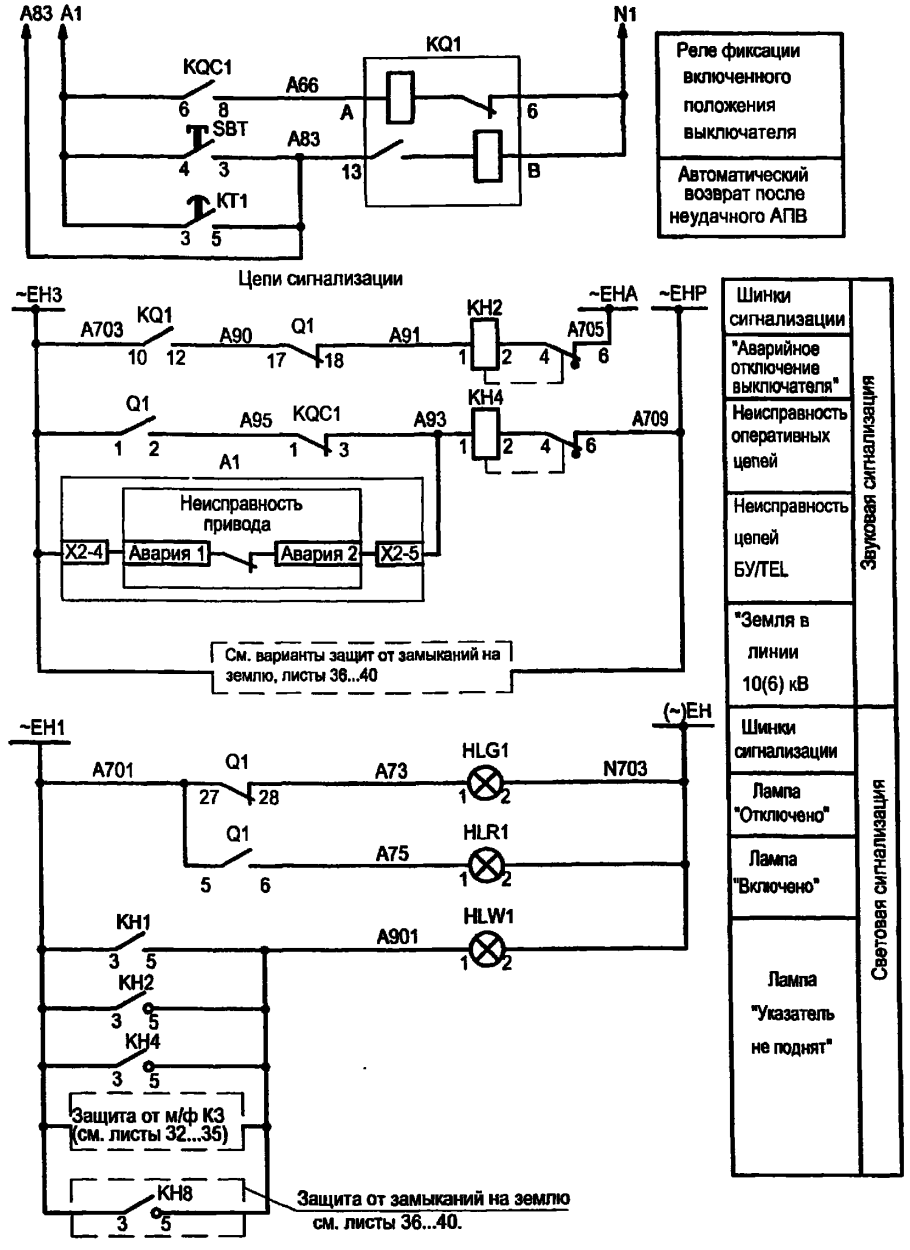 A83 A1
N1
KQ1
KQC1
A66
6 8
A
6
SBT
A83
4 3
13
B
KT1
3 5
Реле фиксации
включенного
положения
выключателя
Автоматический
возврат после
неудачного АПВ
Цепи сигнализации
~ЕН3
~ЕНА
~ЕНР
A703
KQ1
A90
Q1
A91
KH2
A705
10 12
17 18
1 2
4 6
Q1
A95
KQC1
A93
KH4
A709
1 2
1 3
1 2
4 6
A1
Неисправность
привода
X2-4
Авария 1
Авария 2
X2-5
См. варианты защит от замыканий на
землю, листы 36...40
Шинки
сигнализации
"Аварийное
отключение
выключателя"
Неисправность
оперативных
цепей
Неисправность
цепей
БУ/TEL
"Земля в
линии
10(6) кВ
Звуковая сигнализация
~ЕН1
(~)ЕН
A701
Q1
A73
HLG1
N703
27 28
1 2
Q1
A75
HLR1
5 6
1 2
KH1
A901
HLW1
3 5
1 2
KH2
3 5
KH4
3 5
Защита от м/ф КЗ
(см. листы 32...35)
KH8
3 5
Защита от замыканий на землю
см. листы 36...40.
Шинки
сигнализации
Лампа
"Отключено"
Лампа
"Включено"
Лампа
"Указатель
не поднят"
Световая сигнализация